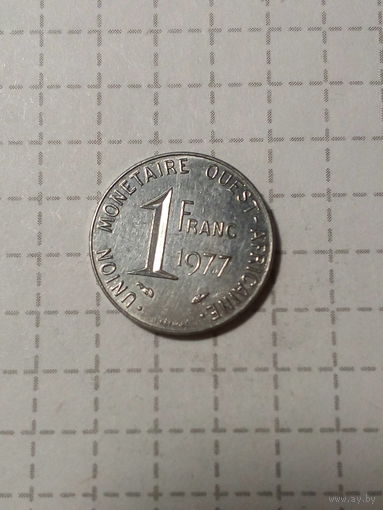 · UNION MONETAIRE OUEST-AFRICAINE ·
1 FRANC
1977
www.ay.by